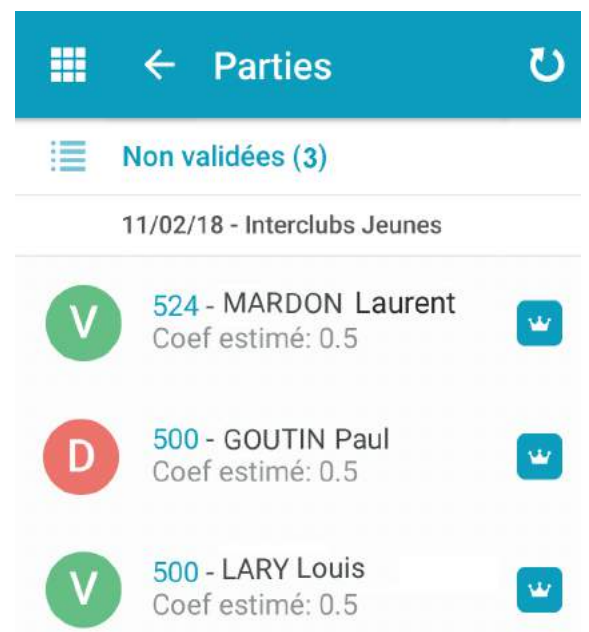 Parties
Non validées (3)
11/02/18 - Interclubs Jeunes
V
524 - MARDON Laurent
Coef estimé: 0.5
D
500 - GOUTIN Paul
Coef estimé: 0.5
V
500 - LARY Louis
Coef estimé: 0.5